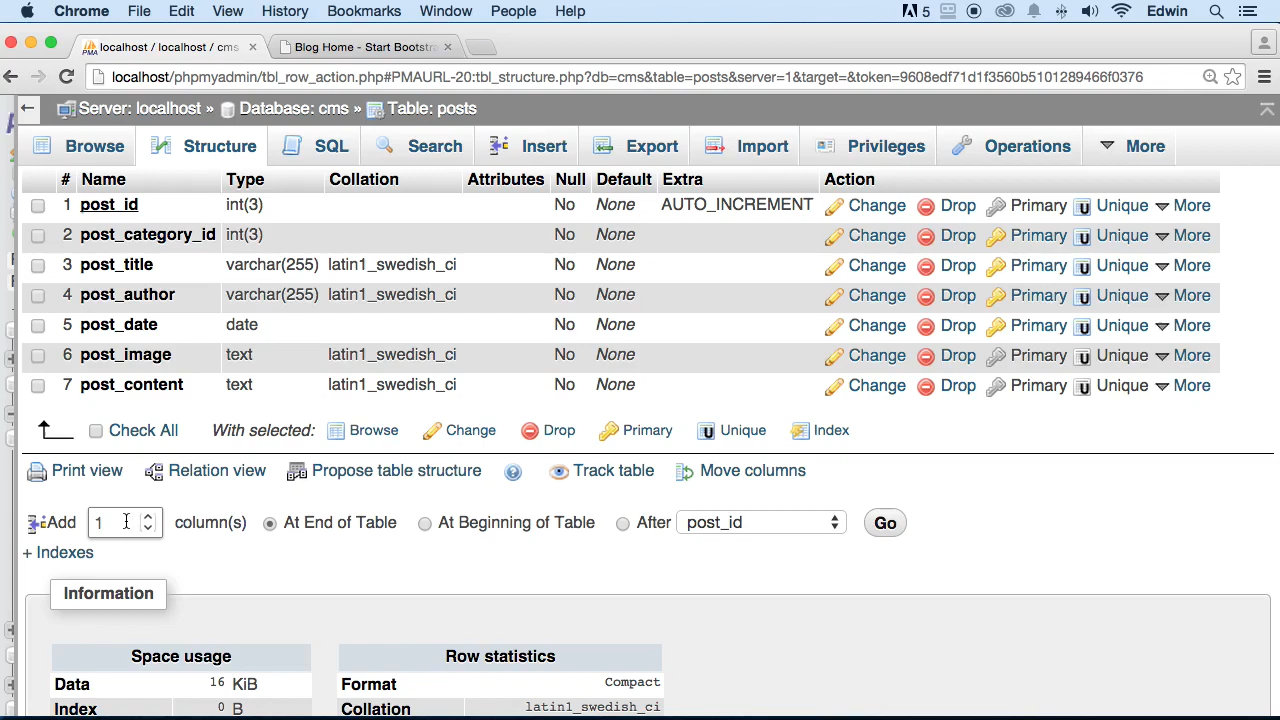 Chrome File Edit View History Bookmarks Window People Help 5 Edwin
localhost / localhost / cms × Blog Home - Start Bootstra ×
localhost/phpmyadmin/tbl_row_action.php#PMAURL-20:tbl_structure.php?db=cms&table=posts&server=1&target=&token=9608edf71d1f3560b5101289466f0376
Server: localhost » Database: cms » Table: posts
Browse Structure SQL Search Insert Export Import Privileges Operations More
# Name Type Collation Attributes Null Default Extra Action
1 post_id int(3) No None AUTO_INCREMENT Change Drop Primary Unique More
2 post_category_id int(3) No None Change Drop Primary Unique More
3 post_title varchar(255) latin1_swedish_ci No None Change Drop Primary Unique More
4 post_author varchar(255) latin1_swedish_ci No None Change Drop Primary Unique More
5 post_date date No None Change Drop Primary Unique More
6 post_image text latin1_swedish_ci No None Change Drop Primary Unique More
7 post_content text latin1_swedish_ci No None Change Drop Primary Unique More
Check All With selected: Browse Change Drop Primary Unique Index
Print view Relation view Propose table structure Track table Move columns
Add 1 column(s) At End of Table At Beginning of Table After post_id Go
+ Indexes
Information
Space usage Row statistics
Data 16 KiB Format Compact
Index 0 B Collation latin1_swedish_ci